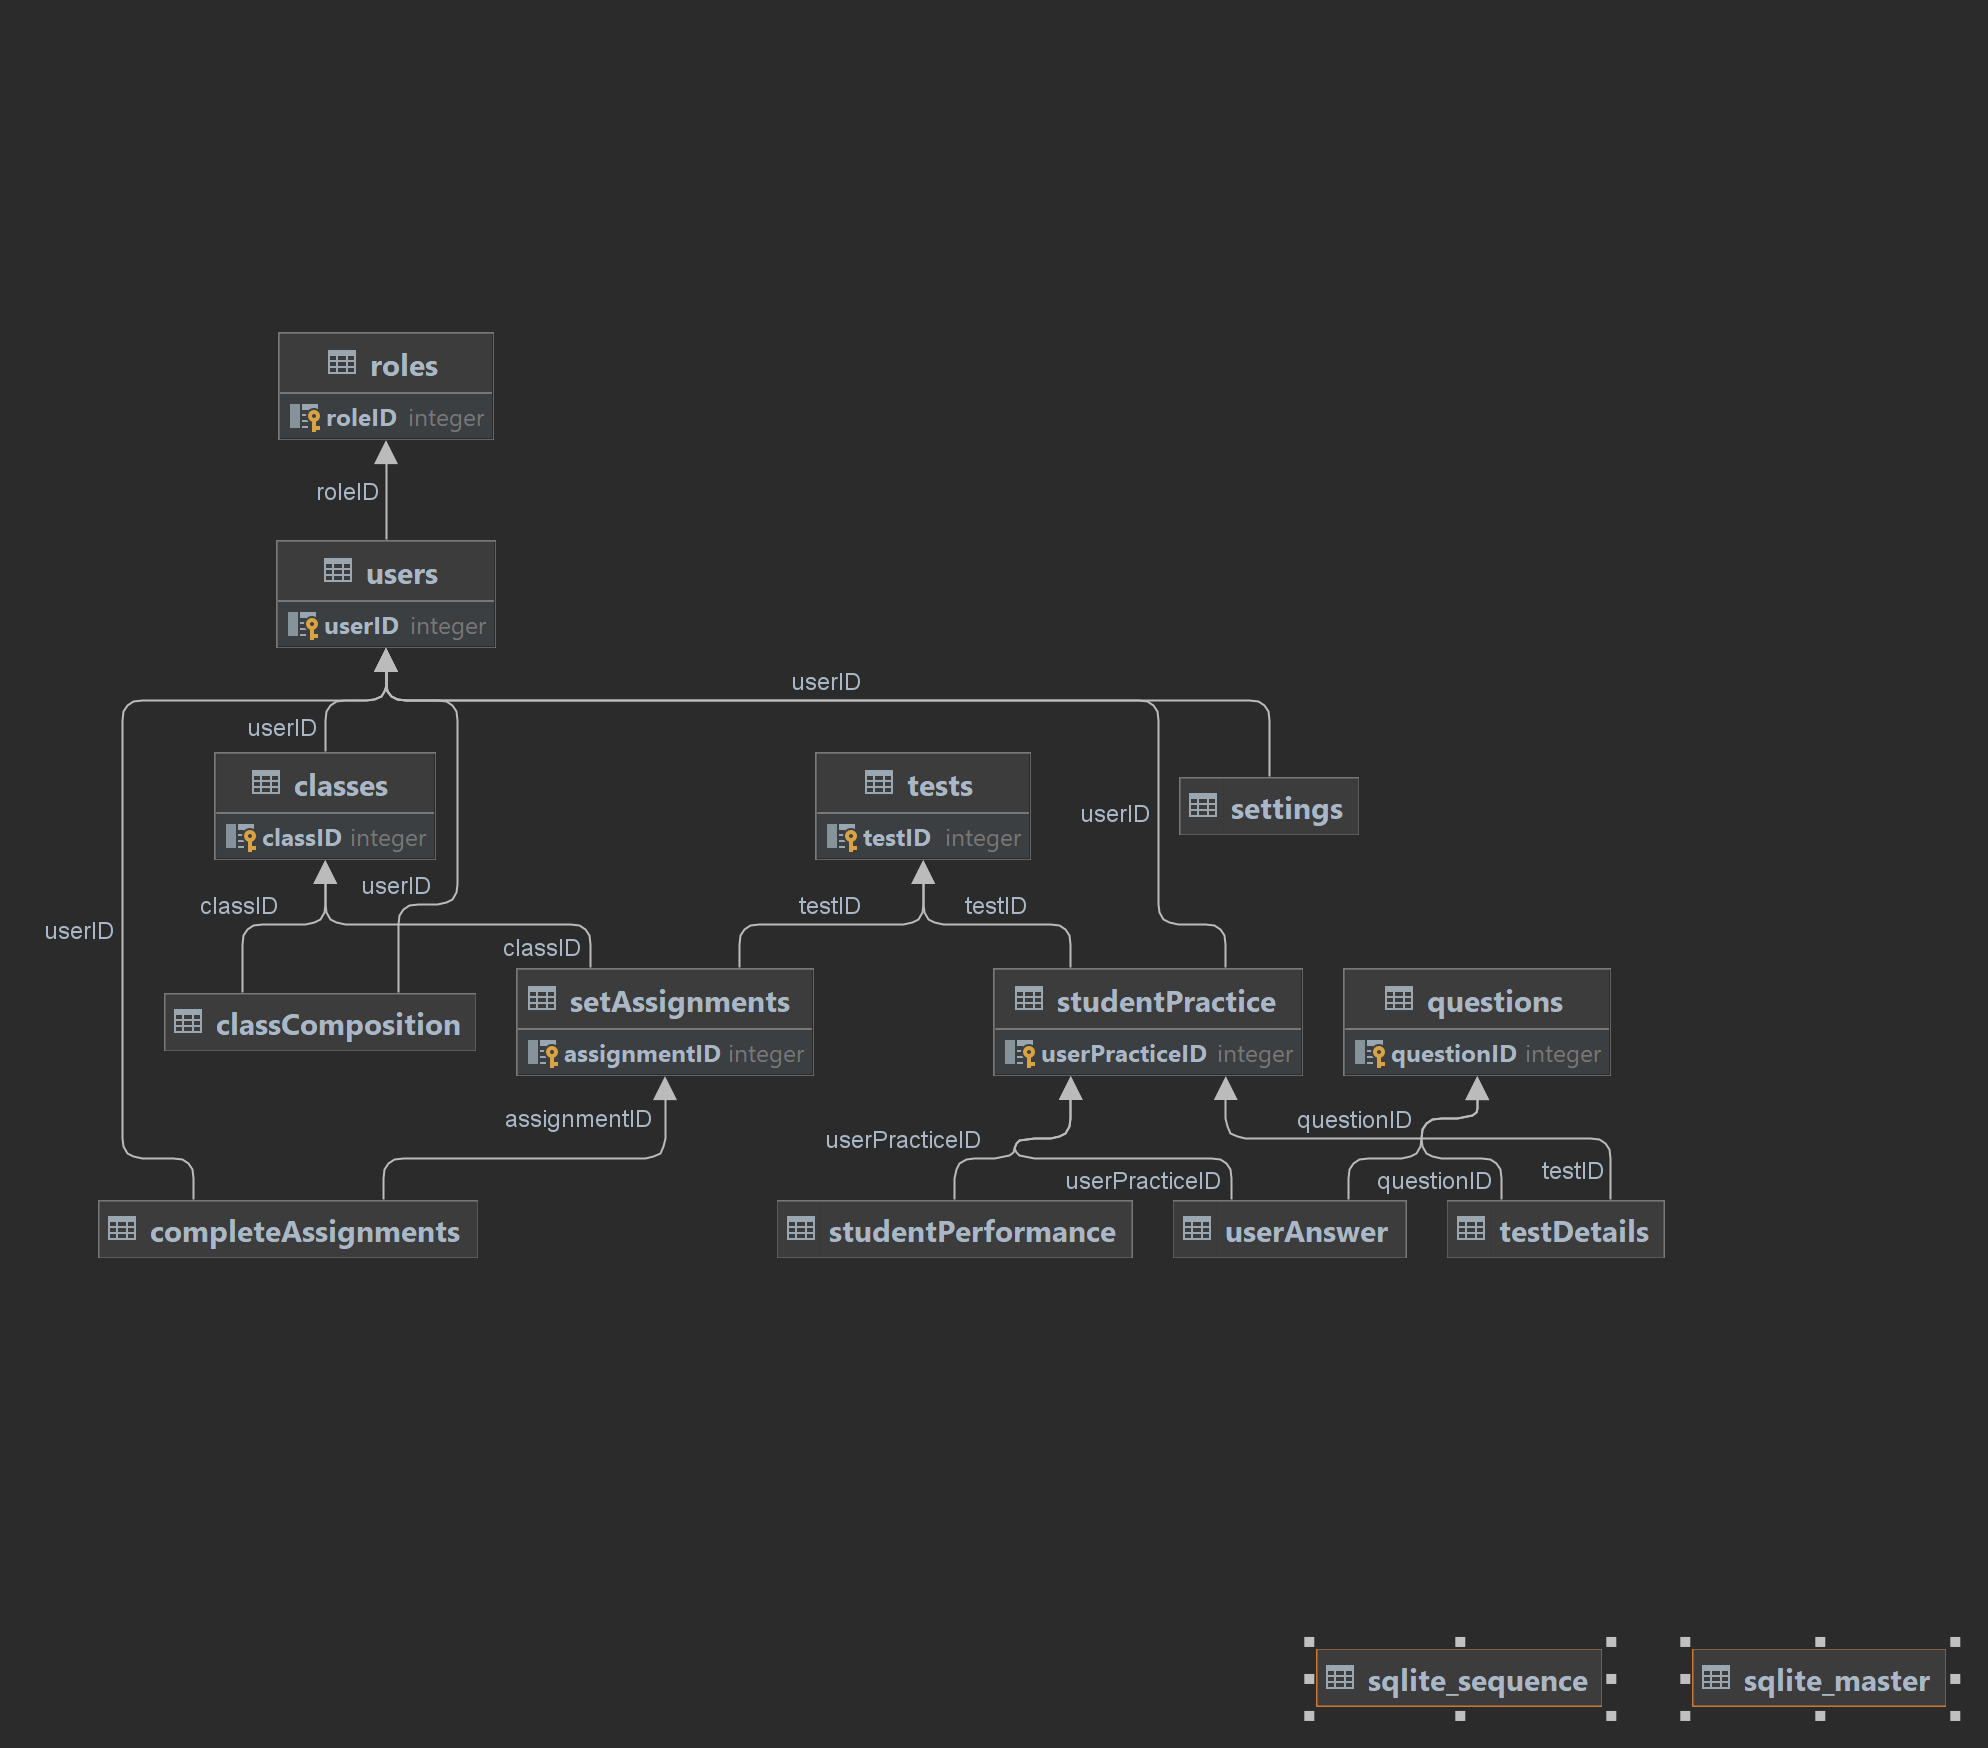 roles
roleID integer
roleID
users
userID integer
userID
userID
classes
classID integer
tests
testID integer
settings
userID
userID
classID
testID
testID
userID
classID
classComposition
setAssignments
assignmentID integer
studentPractice
userPracticeID integer
questions
questionID integer
assignmentID
questionID
userPracticeID
userPracticeID
questionID
testID
completeAssignments
studentPerformance
userAnswer
testDetails
sqlite_sequence
sqlite_master